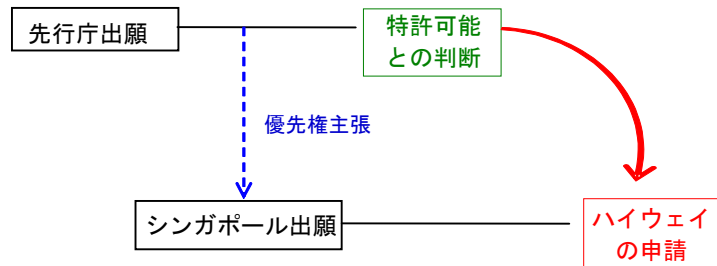 先行庁出願
特許可能
との判断
優先権主張
シンガポール出願
ハイウェイ
の申請